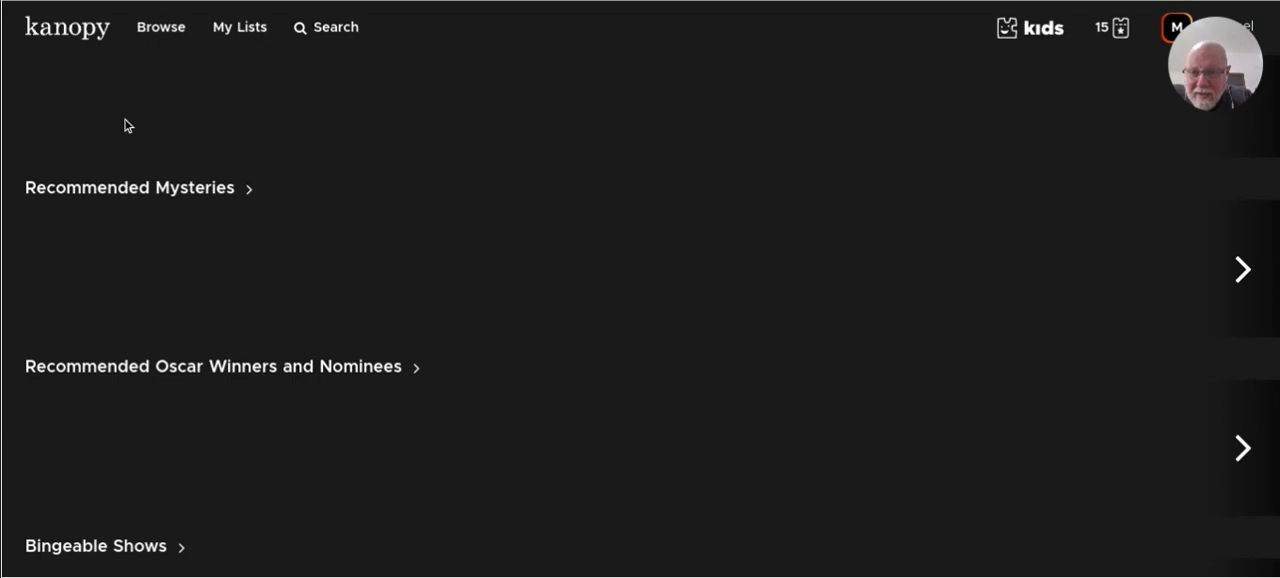 kanopy Browse My Lists Search kids 15 M
Recommended Mysteries
Recommended Oscar Winners and Nominees
Bingeable Shows